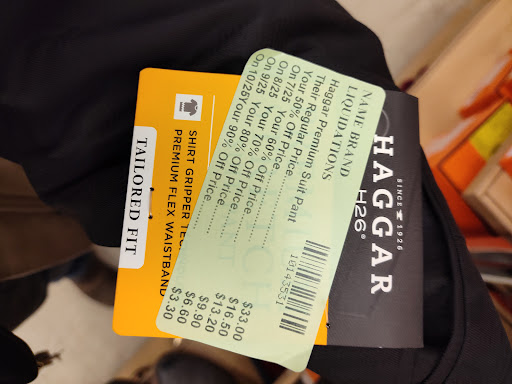 HAGGAR
SINCE 1926
H26®
NAME BRAND
LIQUIDATIONS
Haggar Premium Suit Pant
Their Regular Price.......... $33.00
On 7/25 Your 50% Off Price.......... $16.50
On 8/25 Your 60% Off Price.......... $13.20
On 9/25 Your 70% Off Price.......... $9.90
On 10/25 Your 80% Off Price.......... $6.60
Your 90% Off Price.......... $3.30
10143531
SHIRT GRIPPER
PREMIUM FLEX WAISTBAND
TAILORED FIT